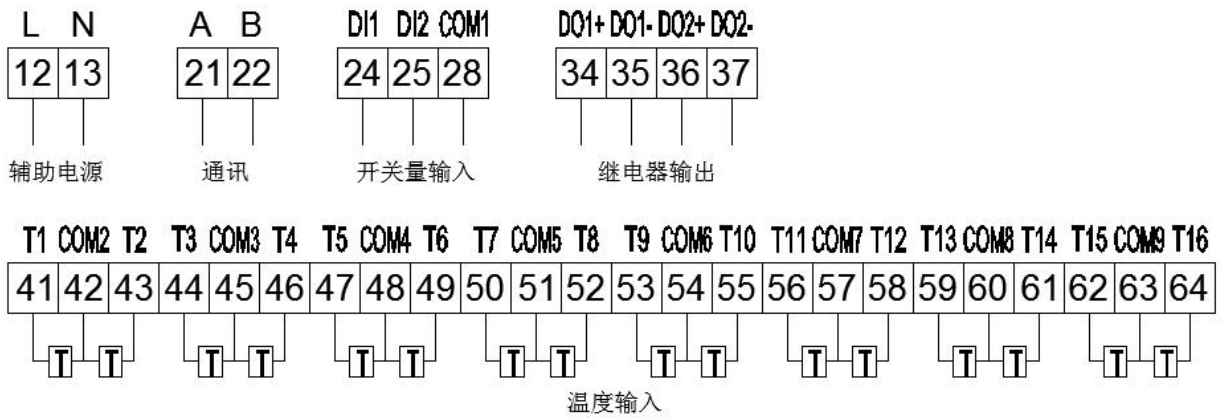 L N A B DI1 DI2 COM1 DO1+ DO1- DO2+ DO2-
12 13 21 22 24 25 28 34 35 36 37
辅助电源 通讯 开关量输入 继电器输出
T1 COM2 T2 T3 COM3 T4 T5 COM4 T6 T7 COM5 T8 T9 COM6 T10 T11 COM7 T12 T13 COM8 T14 T15 COM9 T16
41 42 43 44 45 46 47 48 49 50 51 52 53 54 55 56 57 58 59 60 61 62 63 64
T T T T T T T T T T T T T T T T
温度输入